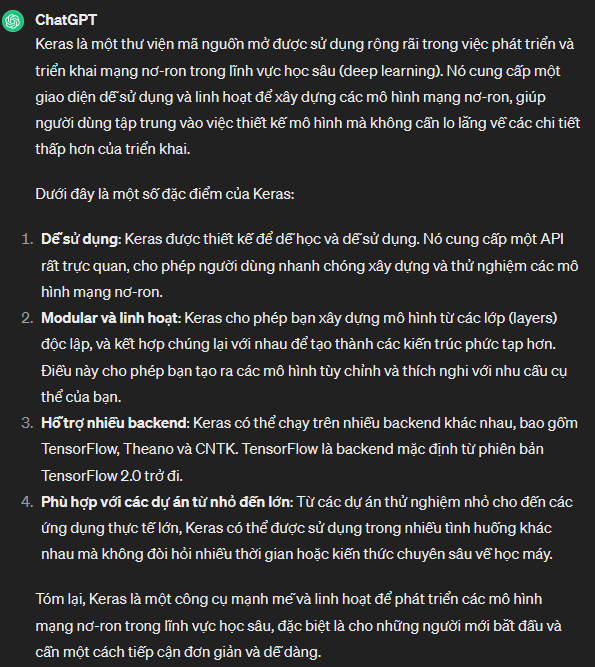 ChatGPT
Keras là một thư viện mã nguồn mở được sử dụng rộng rãi trong việc phát triển và
triển khai mạng nơ-ron trong lĩnh vực học sâu (deep learning). Nó cung cấp một
giao diện dễ sử dụng và linh hoạt để xây dựng các mô hình mạng nơ-ron, giúp
người dùng tập trung vào việc thiết kế mô hình mà không cần lo lắng về các chi tiết
thấp hơn của triển khai.
Dưới đây là một số đặc điểm của Keras:
1. Dễ sử dụng: Keras được thiết kế để dễ học và dễ sử dụng. Nó cung cấp một API
rất trực quan, cho phép người dùng nhanh chóng xây dựng và thử nghiệm các mô
hình mạng nơ-ron.
2. Modular và linh hoạt: Keras cho phép bạn xây dựng mô hình từ các lớp (layers)
độc lập, và kết hợp chúng lại với nhau để tạo thành các kiến trúc phức tạp hơn.
Điều này cho phép bạn tạo ra các mô hình tùy chỉnh và thích nghi với nhu cầu cụ
thể của bạn.
3. Hỗ trợ nhiều backend: Keras có thể chạy trên nhiều backend khác nhau, bao gồm
TensorFlow, Theano và CNTK. TensorFlow là backend mặc định từ phiên bản
TensorFlow 2.0 trở đi.
4. Phù hợp với các dự án từ nhỏ đến lớn: Từ các dự án thử nghiệm nhỏ cho đến các
ứng dụng thực tế lớn, Keras có thể được sử dụng trong nhiều tình huống khác
nhau mà không đòi hỏi nhiều thời gian hoặc kiến thức chuyên sâu về học máy.
Tóm lại, Keras là một công cụ mạnh mẽ và linh hoạt để phát triển các mô hình
mạng nơ-ron trong lĩnh vực học sâu, đặc biệt là cho những người mới bắt đầu và
cần một cách tiếp cận đơn giản và dễ dàng.